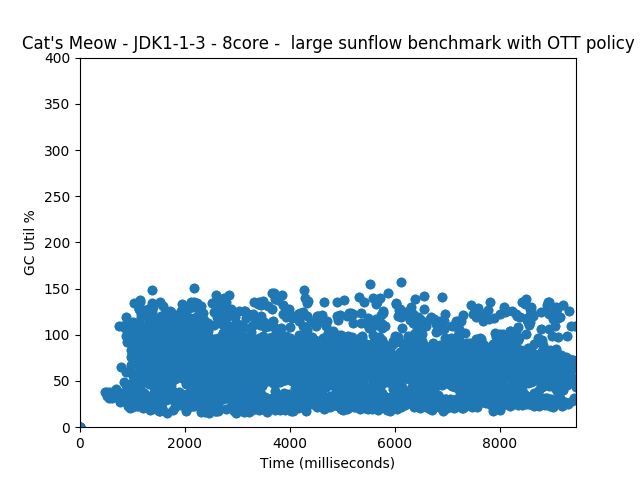 Cat's Meow - JDK1-1-3 - 8core -  large sunflow benchmark with OTT policy
400
350
300
250
200
150
100
50
0
GC Util %
0 2000 4000 6000 8000
Time (milliseconds)